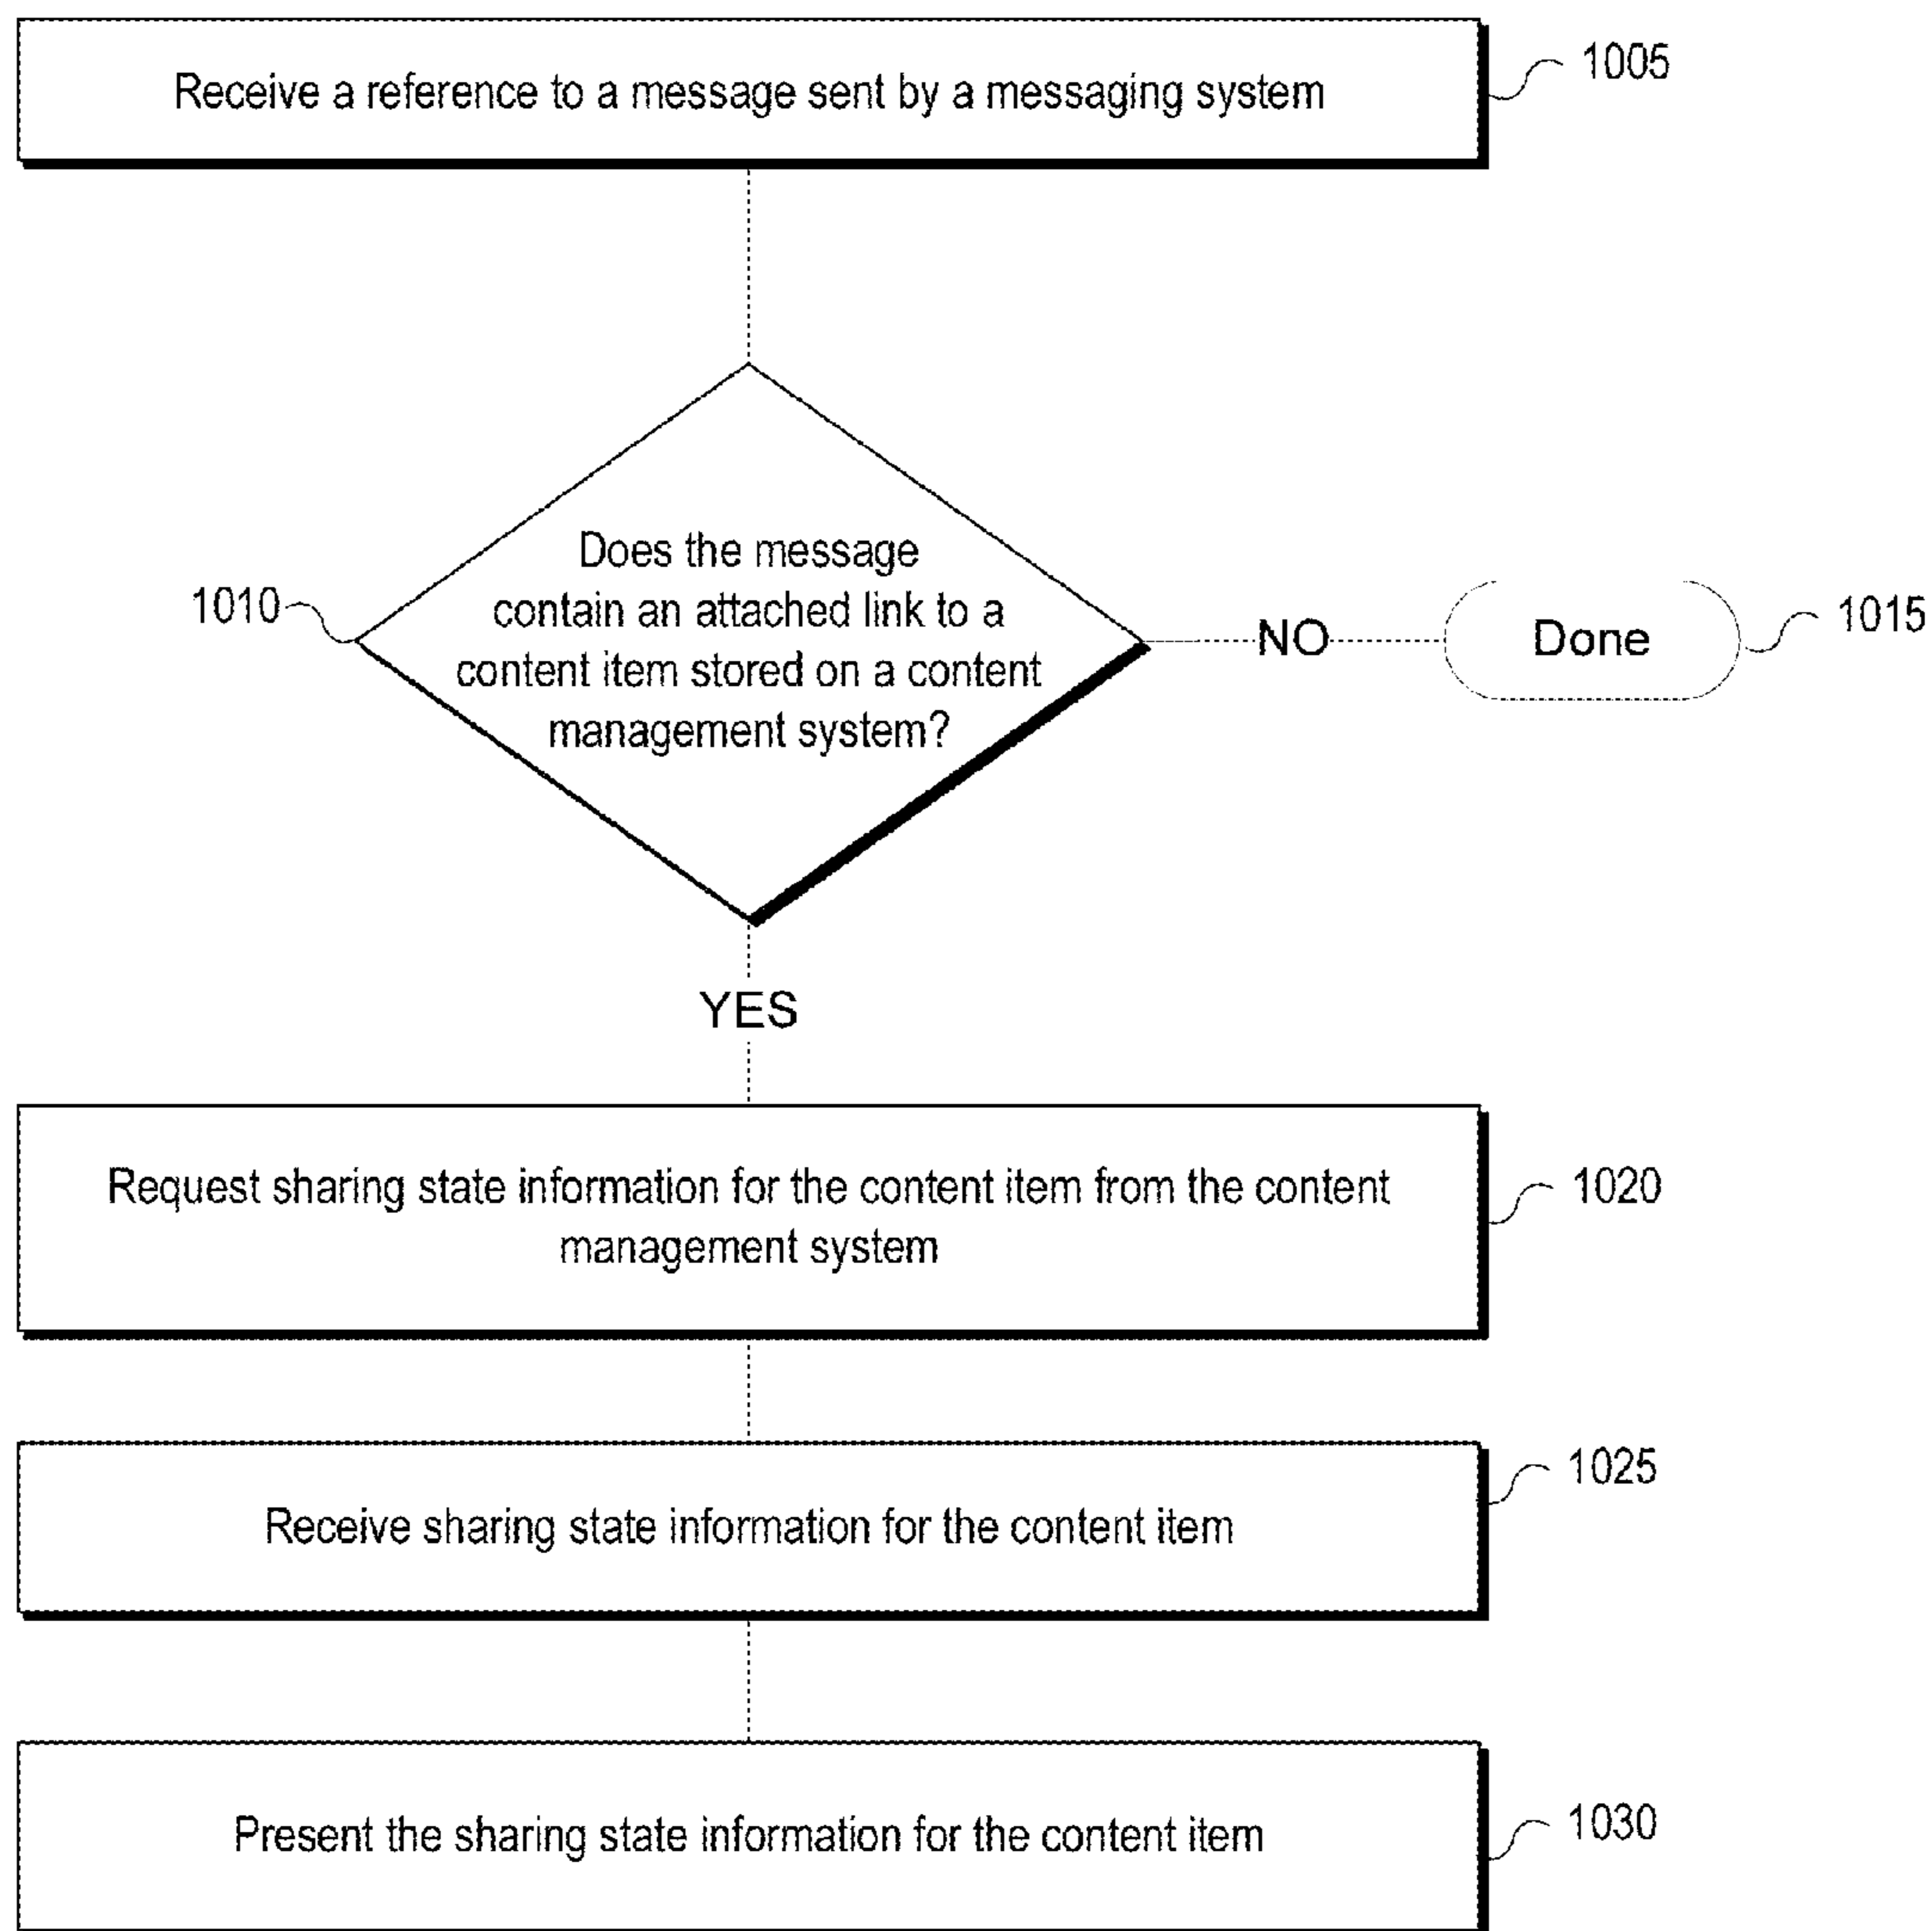 Receive a reference to a message sent by a messaging system
1005
Does the message
contain an attached link to a
content item stored on a content
management system?
1010
NO
Done
1015
YES
Request sharing state information for the content item from the content
management system
1020
Receive sharing state information for the content item
1025
Present the sharing state information for the content item
1030